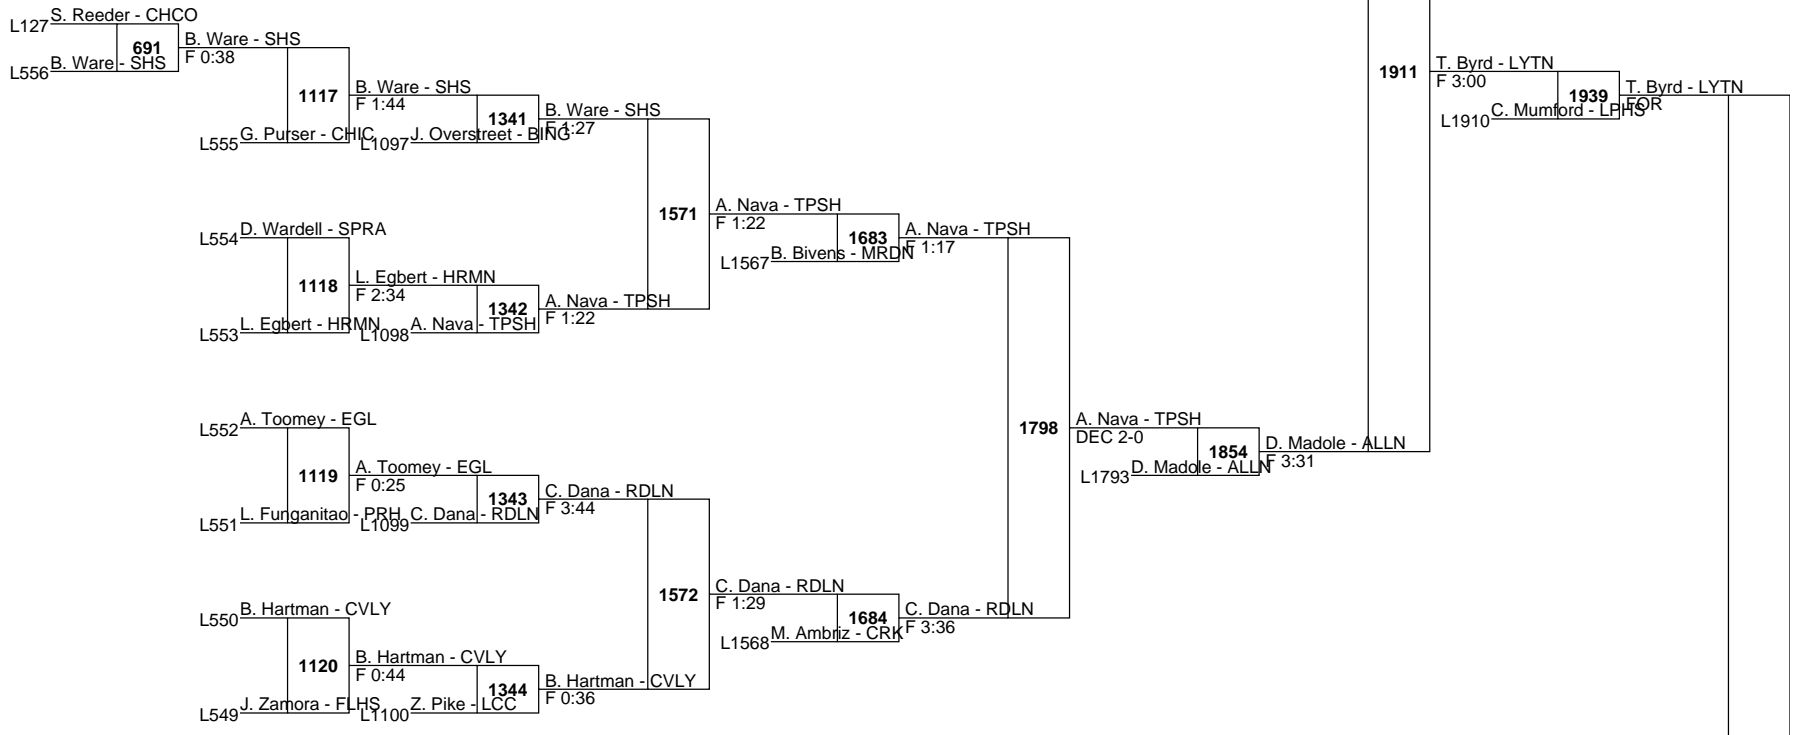 S. Reeder - CHCO
L127
691
B. Ware - SHS
F 0:38
B. Ware - SHS
L556
1117
B. Ware - SHS
F 1:44
G. Purser - CHIC
L555
1341
B. Ware - SHS
F 1:27
J. Overstreet - BING
L1097
D. Wardell - SPRA
L554
1118
L. Egbert - HRMN
F 2:34
L. Egbert - HRMN
L553
1342
A. Nava - TPSH
F 1:22
A. Nava - TPSH
L1098
1571
A. Nava - TPSH
F 1:22
1683
A. Nava - TPSH
F 1:17
B. Bivens - MRDN
L1567
A. Toomey - EGL
L552
1119
A. Toomey - EGL
F 0:25
L. Funganitao - PRH
L551
1343
C. Dana - RDLN
F 3:44
C. Dana - RDLN
L1099
B. Hartman - CVLY
L550
1120
B. Hartman - CVLY
F 0:44
J. Zamora - FLHS
L549
1344
B. Hartman - CVLY
F 0:36
Z. Pike - LCC
L1100
1572
C. Dana - RDLN
F 1:29
1684
C. Dana - RDLN
F 3:36
M. Ambriz - CRK
L1568
1798
A. Nava - TPSH
DEC 2-0
1854
D. Madole - ALLN
F 3:31
D. Madole - ALLN
L1793
1911
T. Byrd - LYTN
F 3:00
1939
T. Byrd - LYTN
FOR
C. Mumford - LPHS
L1910